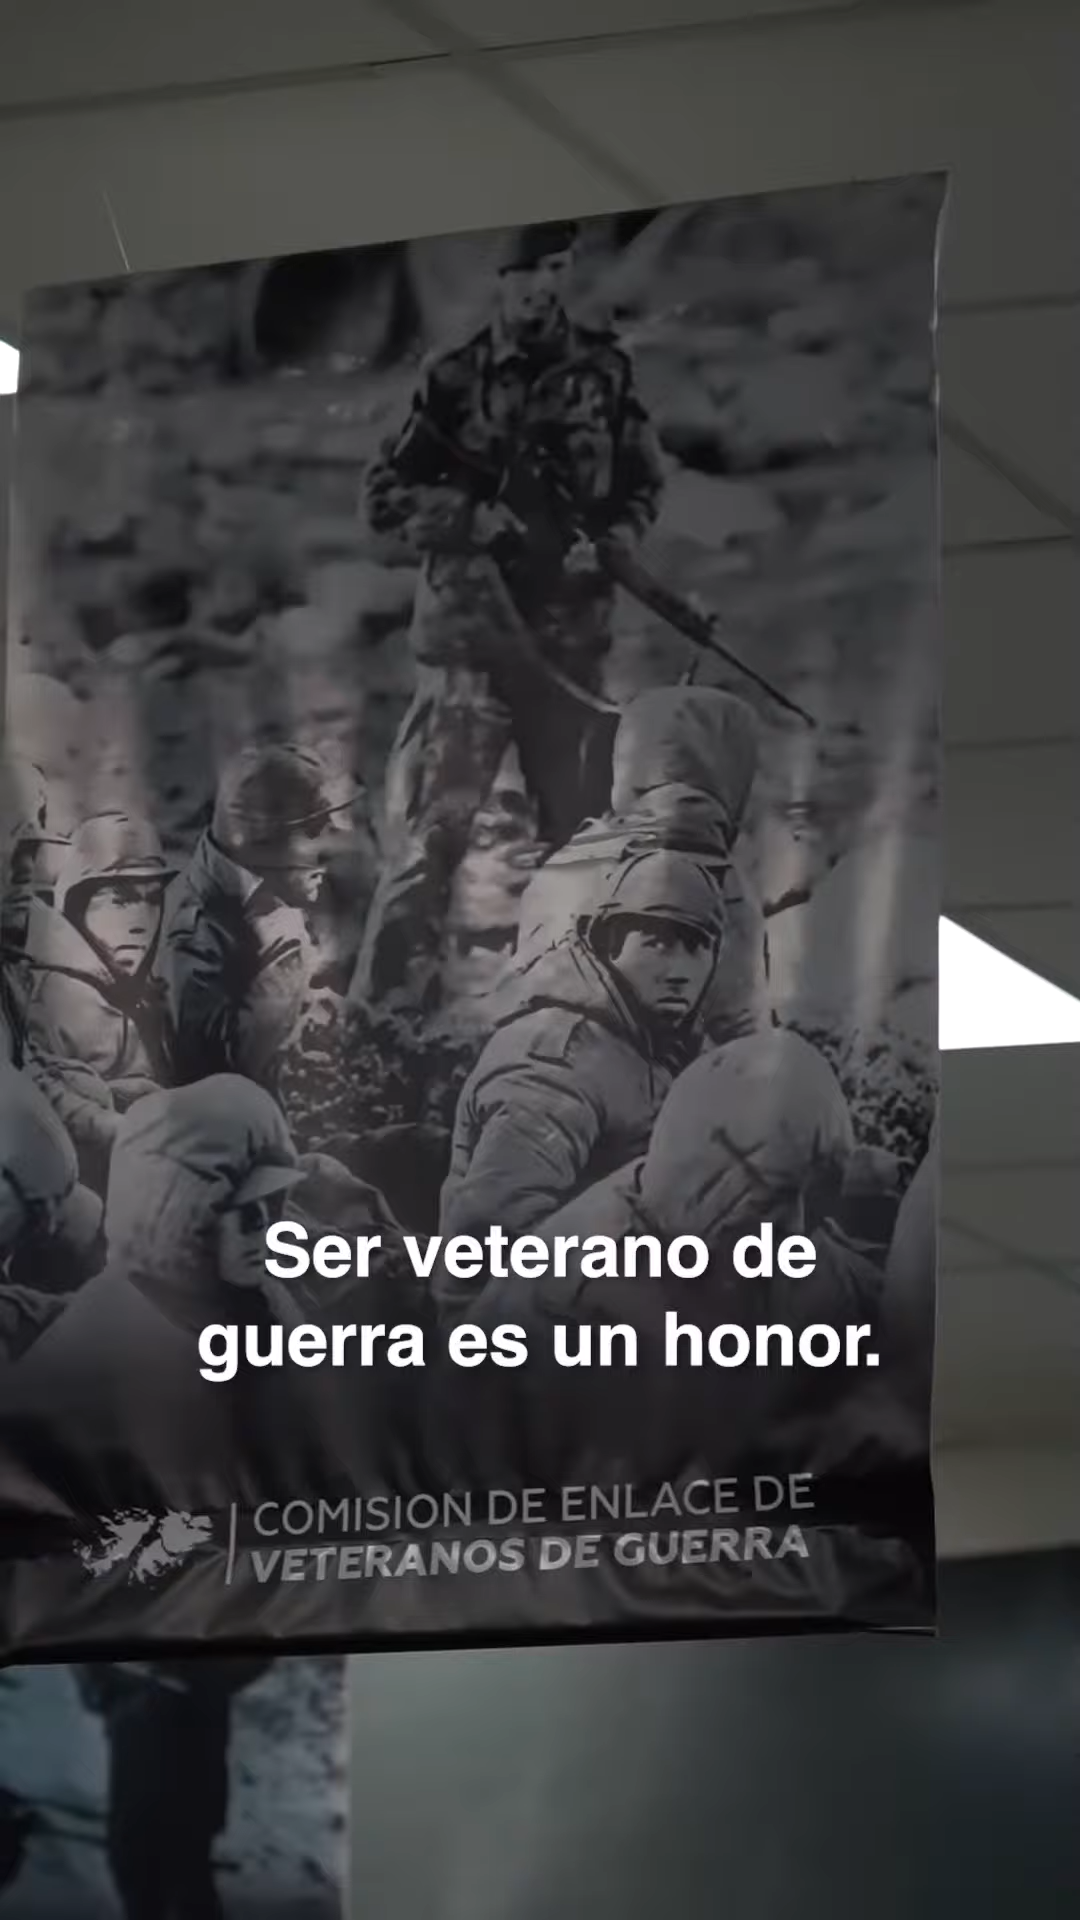 Ser veterano de
guerra es un honor.
COMISION DE ENLACE DE
VETERANOS DE GUERRA